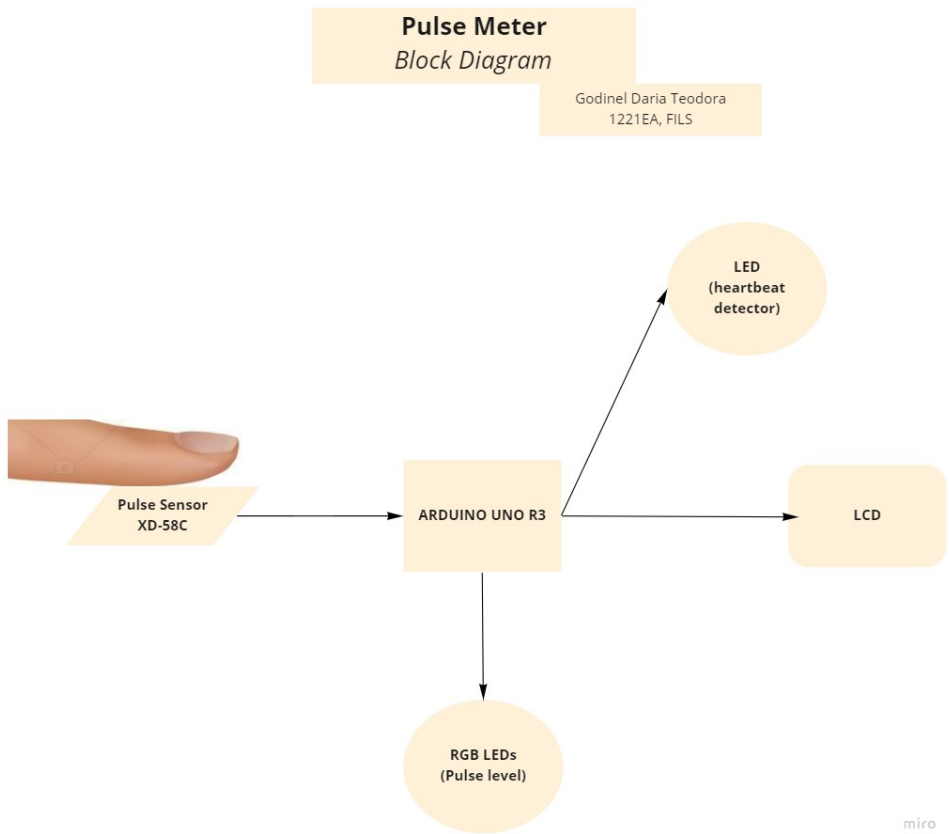 Pulse Meter
Block Diagram
Godinel Daria Teodora
1221EA, FILS
LED
(heartbeat
detector)
Pulse Sensor
XD-58C
ARDUINO UNO R3
LCD
RGB LEDs
(Pulse level)
miro